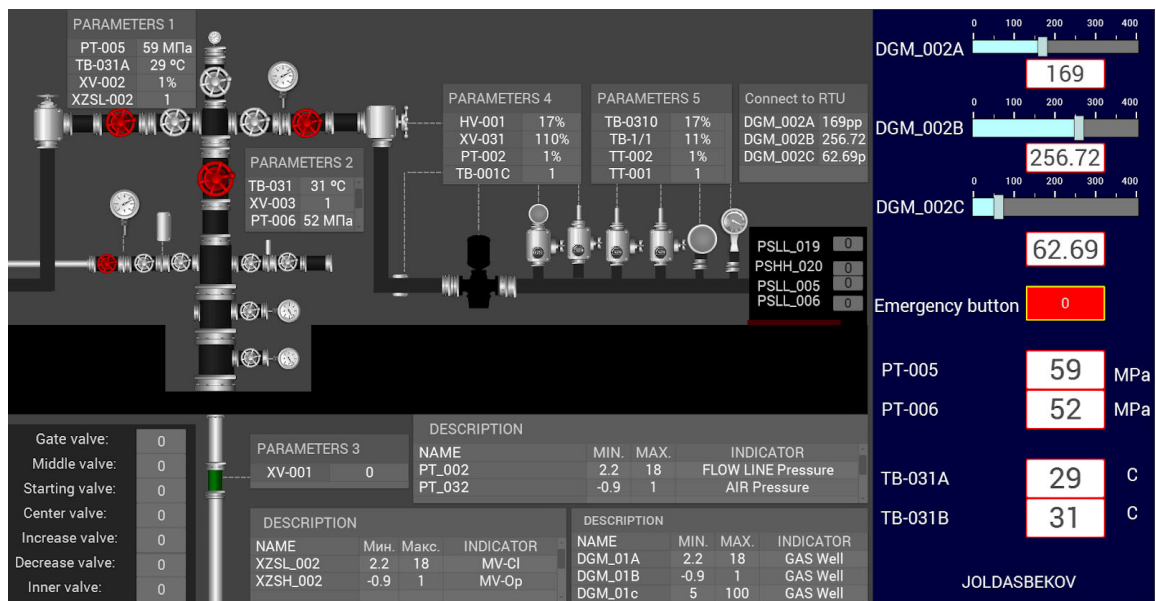 PARAMETERS 1
PT-005 59 МПа
TB-031A 29 ºC
XV-002 1%
XZSL-002 1
PARAMETERS 2
TB-031 31 ºC
XV-003 1
PT-006 52 МПа
PARAMETERS 4
HV-001 17%
XV-031 110%
PT-002 1%
TB-001C 1
PARAMETERS 5
TB-0310 17%
TB-1/1 11%
TT-002 1%
TT-001 1
Connect to RTU
DGM_002A 169pp
DGM_002B 256.72
DGM_002C 62.69p
PSLL_019 0
PSHH_020 0
PSLL_005 0
PSLL_006 0
Gate valve: 0
Middle valve: 0
Starting valve: 0
Center valve: 0
Increase valve: 0
Decrease valve: 0
Inner valve: 0
PARAMETERS 3
XV-001 0
DESCRIPTION
NAME MIN. MAX. INDICATOR
PT_002 2.2 18 FLOW LINE Pressure
PT_032 -0.9 1 AIR Pressure
DESCRIPTION
NAME Мин. Макс. INDICATOR
XZSL_002 2.2 18 MV-Cl
XZSH_002 -0.9 1 MV-Op
DESCRIPTION
NAME MIN. MAX. INDICATOR
DGM_01A 2.2 18 GAS Well
DGM_01B -0.9 1 GAS Well
DGM_01c 5 100 GAS Well
0 100 200 300 400
DGM_002A
169
0 100 200 300 400
DGM_002B
256.72
0 100 200 300 400
DGM_002C
62.69
Emergency button 0
PT-005 59 MPa
PT-006 52 MPa
TB-031A 29 C
TB-031B 31 C
JOLDASBEKOV